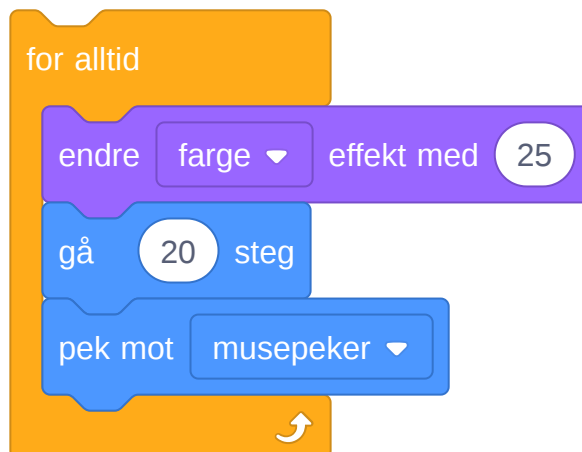 for alltid
endre farge effekt med 25
gå 20 steg
pek mot musepeker